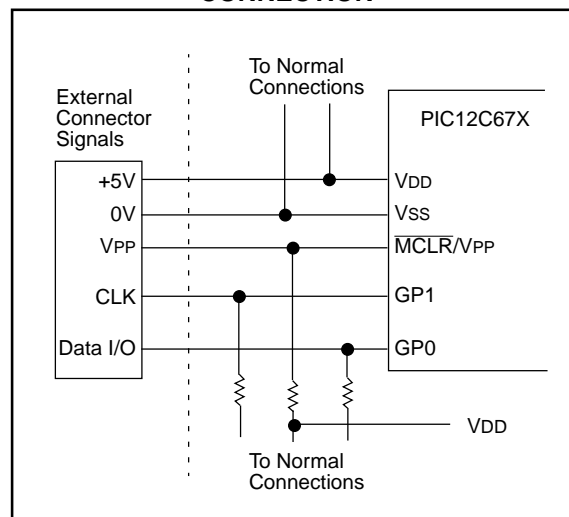 CONNECTION
To Normal
Connections
External
Connector
Signals
PIC12C67X
+5V
VDD
0V
VSS
VPP
MCLR/VPP
CLK
GP1
Data I/O
GP0
VDD
To Normal
Connections